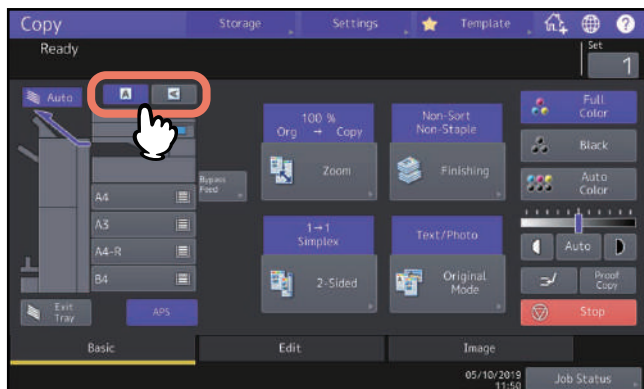 Copy
Storage
Settings
Template
?
Ready
Set
1
Auto
A
A
100 %
Org → Copy
Zoom
Non-Sort
Non-Staple
Finishing
Full
Color
Black
Auto
Color
Bypass
Feed
A4
A3
A4-R
B4
1→1
Simplex
2-Sided
Text/Photo
Original
Mode
Auto
Proof
Copy
Exit
Tray
APS
Stop
Basic
Edit
Image
05/10/2019
11:50
Job Status